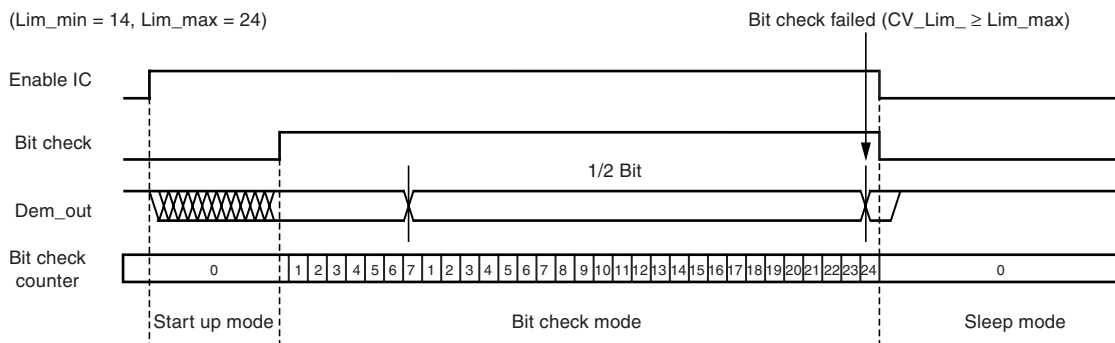 (Lim_min = 14, Lim_max = 24)
Bit check failed (CV_Lim_ ≥ Lim_max)
Enable IC
Bit check
1/2 Bit
Dem_out
Bit check
counter
0 1 2 3 4 5 6 7 1 2 3 4 5 6 7 8 9 10 11 12 13 14 15 16 17 18 19 20 21 22 23 24 0
Start up mode Bit check mode Sleep mode